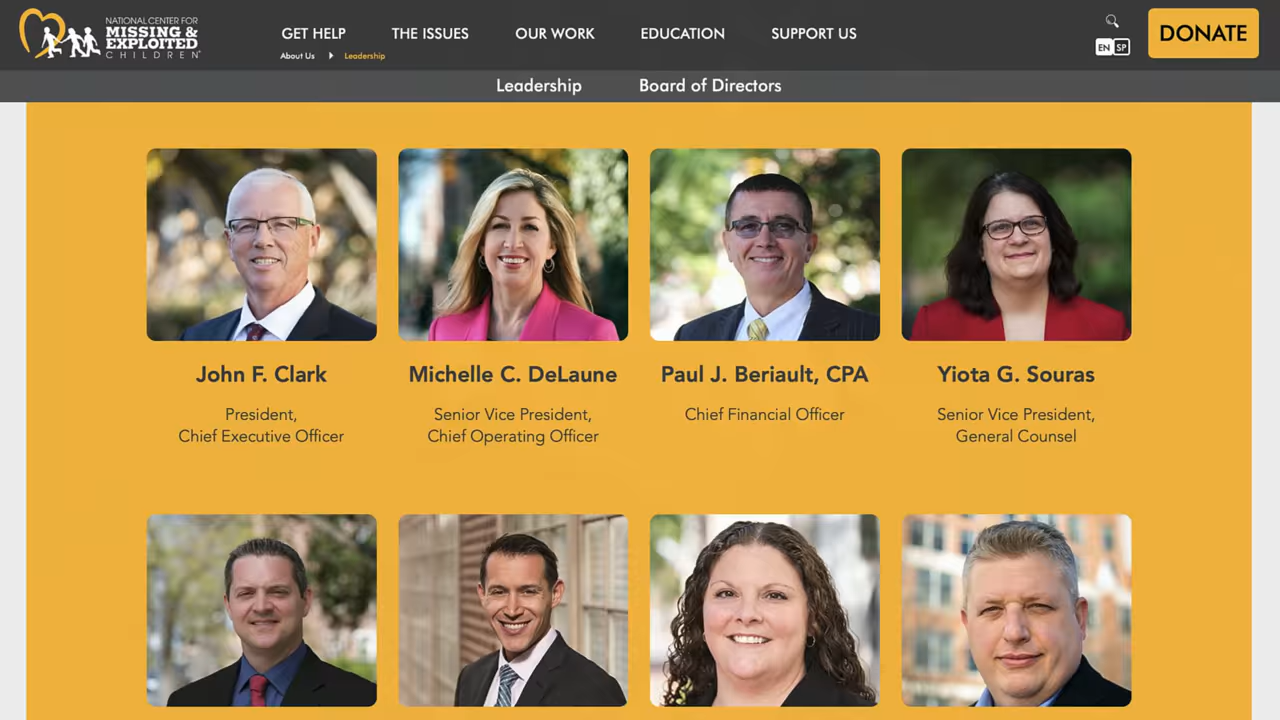 NATIONAL CENTER FOR
MISSING &
EXPLOITED
CHILDREN
GET HELP
THE ISSUES
OUR WORK
EDUCATION
SUPPORT US
EN SP
DONATE
About Us
Leadership
Leadership
Board of Directors
John F. Clark
President,
Chief Executive Officer
Michelle C. DeLaune
Senior Vice President,
Chief Operating Officer
Paul J. Beriault, CPA
Chief Financial Officer
Yiota G. Souras
Senior Vice President,
General Counsel